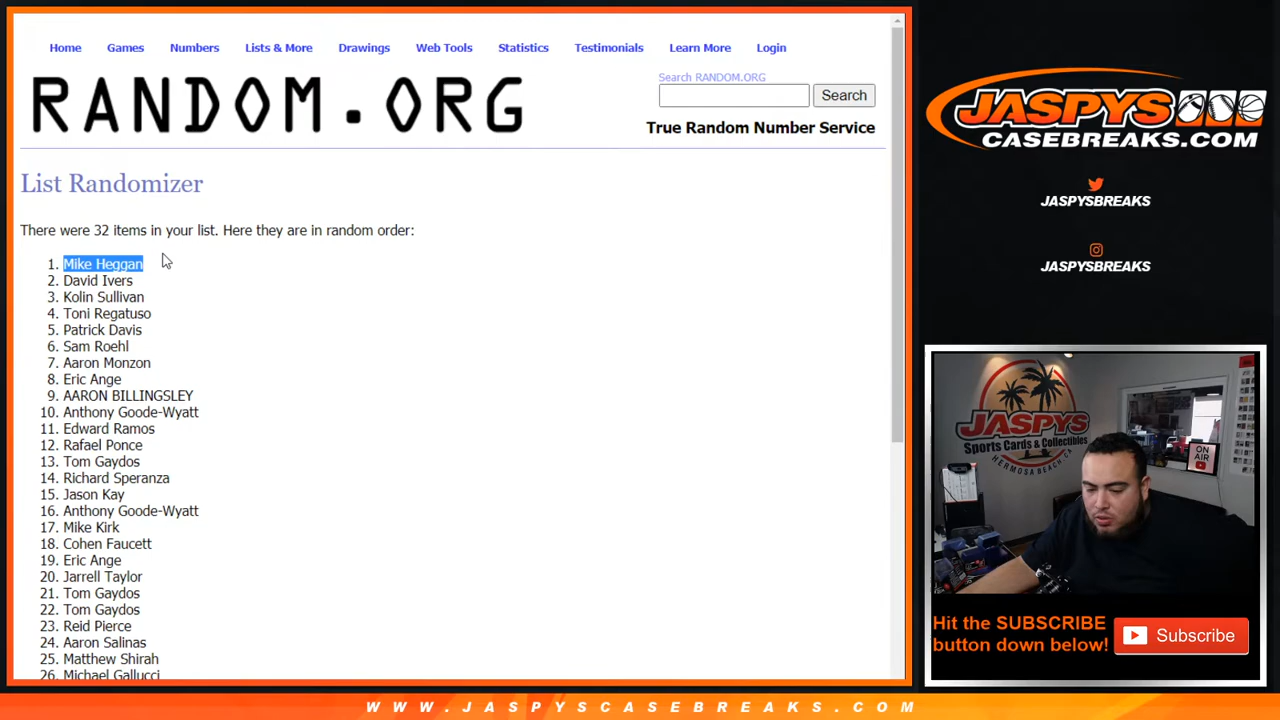 Home Games Numbers Lists & More Drawings Web Tools Statistics Testimonials Learn More Login
RANDOM.ORG
Search RANDOM.ORG
Search
True Random Number Service
List Randomizer
There were 32 items in your list. Here they are in random order:
1. Mike Heggan
2. David Ivers
3. Kolin Sullivan
4. Toni Regatuso
5. Patrick Davis
6. Sam Roehl
7. Aaron Monzon
8. Eric Ange
9. AARON BILLINGSLEY
10. Anthony Goode-Wyatt
11. Edward Ramos
12. Rafael Ponce
13. Tom Gaydos
14. Richard Speranza
15. Jason Kay
16. Anthony Goode-Wyatt
17. Mike Kirk
18. Cohen Faucett
19. Eric Ange
20. Jarrell Taylor
21. Tom Gaydos
22. Tom Gaydos
23. Reid Pierce
24. Aaron Salinas
25. Matthew Shirah
26. Michael Gallucci
JASPYS
CASEBREAKS.COM
JASPYSBREAKS
JASPYSBREAKS
JASPYS
Sports Cards & Collectibles
HERMOSA BEACH CA
ON AIR
Hit the SUBSCRIBE
button down below!
Subscribe
WWW.JASPYSCASEBREAKS.COM